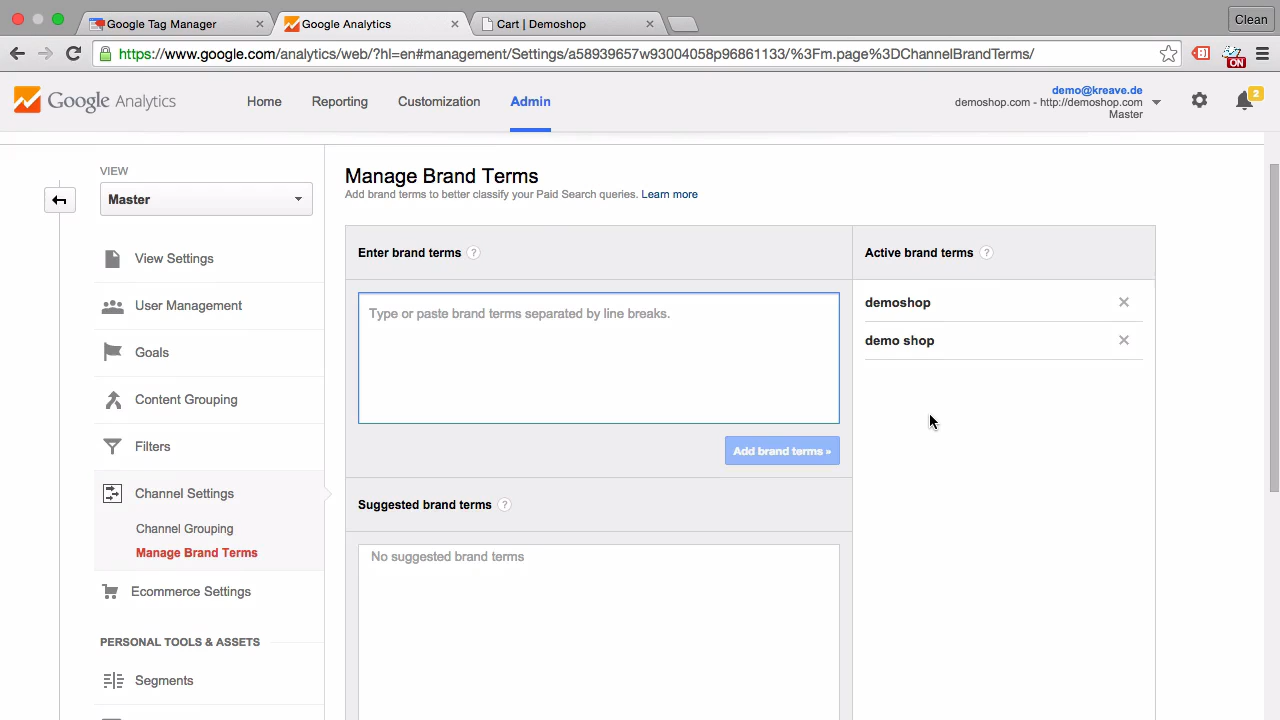 Google Tag Manager
Google Analytics
Cart | Demoshop
Clean
https://www.google.com/analytics/web/?hl=en#management/Settings/a58939657w93004058p96861133/%3Fm.page%3DChannelBrandTerms/
ON
Google Analytics
Home
Reporting
Customization
Admin
demo@kreave.de
demoshop.com - http://demoshop.com
Master
2
VIEW
Master
View Settings
User Management
Goals
Content Grouping
Filters
Channel Settings
Channel Grouping
Manage Brand Terms
Ecommerce Settings
PERSONAL TOOLS & ASSETS
Segments
Manage Brand Terms
Add brand terms to better classify your Paid Search queries. Learn more
Enter brand terms ?
Type or paste brand terms separated by line breaks.
Add brand terms »
Suggested brand terms ?
No suggested brand terms
Active brand terms ?
demoshop
demo shop